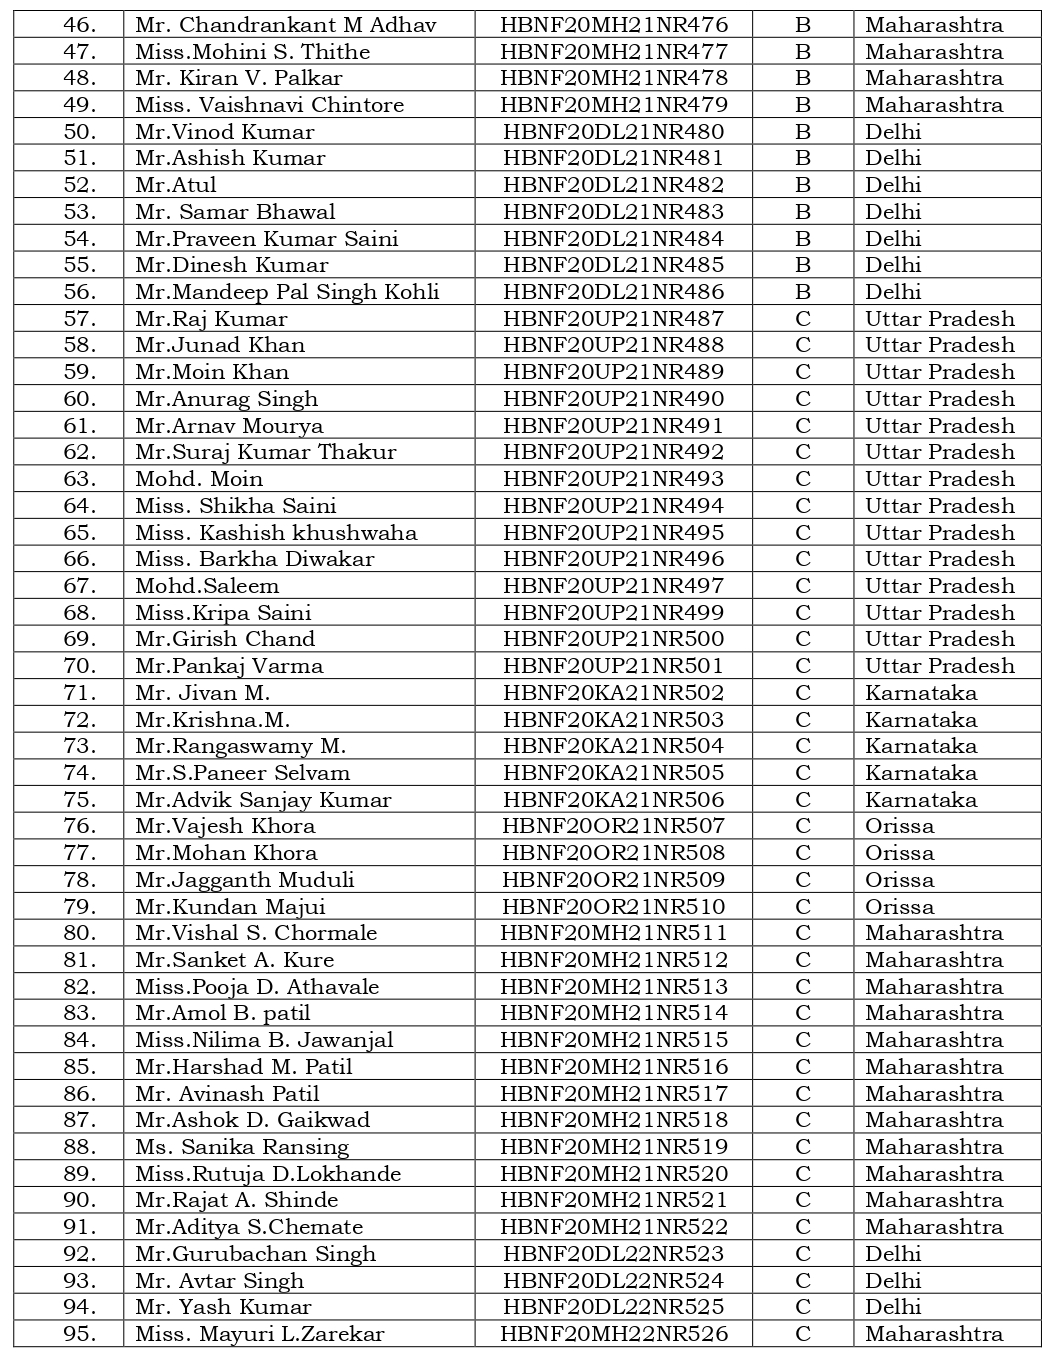 46. Mr. Chandrankant M Adhav HBNF20MH21NR476 B Maharashtra
47. Miss.Mohini S. Thithe HBNF20MH21NR477 B Maharashtra
48. Mr. Kiran V. Palkar HBNF20MH21NR478 B Maharashtra
49. Miss. Vaishnavi Chintore HBNF20MH21NR479 B Maharashtra
50. Mr.Vinod Kumar HBNF20DL21NR480 B Delhi
51. Mr.Ashish Kumar HBNF20DL21NR481 B Delhi
52. Mr.Atul HBNF20DL21NR482 B Delhi
53. Mr. Samar Bhawal HBNF20DL21NR483 B Delhi
54. Mr.Praveen Kumar Saini HBNF20DL21NR484 B Delhi
55. Mr.Dinesh Kumar HBNF20DL21NR485 B Delhi
56. Mr.Mandeep Pal Singh Kohli HBNF20DL21NR486 B Delhi
57. Mr.Raj Kumar HBNF20UP21NR487 C Uttar Pradesh
58. Mr.Junad Khan HBNF20UP21NR488 C Uttar Pradesh
59. Mr.Moin Khan HBNF20UP21NR489 C Uttar Pradesh
60. Mr.Anurag Singh HBNF20UP21NR490 C Uttar Pradesh
61. Mr.Arnav Mourya HBNF20UP21NR491 C Uttar Pradesh
62. Mr.Suraj Kumar Thakur HBNF20UP21NR492 C Uttar Pradesh
63. Mohd. Moin HBNF20UP21NR493 C Uttar Pradesh
64. Miss. Shikha Saini HBNF20UP21NR494 C Uttar Pradesh
65. Miss. Kashish khushwaha HBNF20UP21NR495 C Uttar Pradesh
66. Miss. Barkha Diwakar HBNF20UP21NR496 C Uttar Pradesh
67. Mohd.Saleem HBNF20UP21NR497 C Uttar Pradesh
68. Miss.Kripa Saini HBNF20UP21NR499 C Uttar Pradesh
69. Mr.Girish Chand HBNF20UP21NR500 C Uttar Pradesh
70. Mr.Pankaj Varma HBNF20UP21NR501 C Uttar Pradesh
71. Mr. Jivan M. HBNF20KA21NR502 C Karnataka
72. Mr.Krishna.M. HBNF20KA21NR503 C Karnataka
73. Mr.Rangaswamy M. HBNF20KA21NR504 C Karnataka
74. Mr.S.Paneer Selvam HBNF20KA21NR505 C Karnataka
75. Mr.Advik Sanjay Kumar HBNF20KA21NR506 C Karnataka
76. Mr.Vajesh Khora HBNF20OR21NR507 C Orissa
77. Mr.Mohan Khora HBNF20OR21NR508 C Orissa
78. Mr.Jagganth Muduli HBNF20OR21NR509 C Orissa
79. Mr.Kundan Majui HBNF20OR21NR510 C Orissa
80. Mr.Vishal S. Chormale HBNF20MH21NR511 C Maharashtra
81. Mr.Sanket A. Kure HBNF20MH21NR512 C Maharashtra
82. Miss.Pooja D. Athavale HBNF20MH21NR513 C Maharashtra
83. Mr.Amol B. patil HBNF20MH21NR514 C Maharashtra
84. Miss.Nilima B. Jawanjal HBNF20MH21NR515 C Maharashtra
85. Mr.Harshad M. Patil HBNF20MH21NR516 C Maharashtra
86. Mr. Avinash Patil HBNF20MH21NR517 C Maharashtra
87. Mr.Ashok D. Gaikwad HBNF20MH21NR518 C Maharashtra
88. Ms. Sanika Ransing HBNF20MH21NR519 C Maharashtra
89. Miss.Rutuja D.Lokhande HBNF20MH21NR520 C Maharashtra
90. Mr.Rajat A. Shinde HBNF20MH21NR521 C Maharashtra
91. Mr.Aditya S.Chemate HBNF20MH21NR522 C Maharashtra
92. Mr.Gurubachan Singh HBNF20DL22NR523 C Delhi
93. Mr. Avtar Singh HBNF20DL22NR524 C Delhi
94. Mr. Yash Kumar HBNF20DL22NR525 C Delhi
95. Miss. Mayuri L.Zarekar HBNF20MH22NR526 C Maharashtra